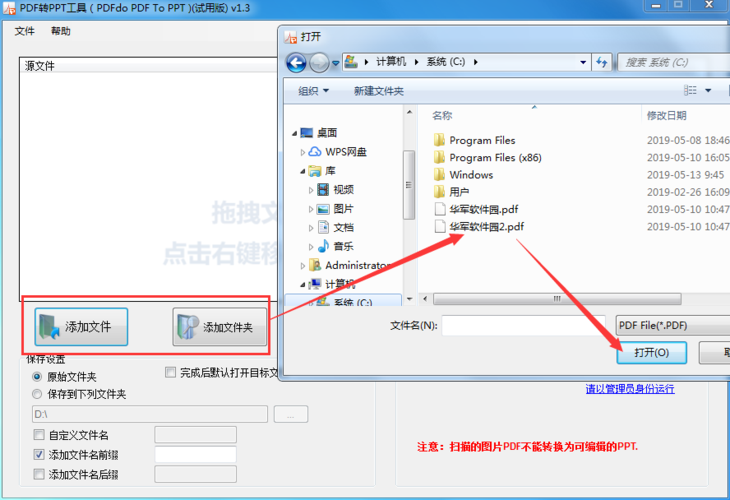 PDF转PPT工具 ( PDFdo PDF To PPT )(试用版) v1.3
文件 帮助
源文件
拖拽文
点击右键移
添加文件
添加文件夹
保存设置
原始文件夹
完成后默认打开目标文
保存到下列文件夹
D:\
...
自定义文件名
添加文件名前缀
添加文件名后缀
打开
计算机 系统 (C:)
搜索 系统 (C:)
组织 新建文件夹
桌面
WPS网盘
库
视频
图片
文档
音乐
Administrator
计算机
系统 (C:)
名称 修改日期
Program Files 2019-05-08 18:46
Program Files (x86) 2019-05-10 16:05
Windows 2019-05-13 9:45
用户 2019-02-26 16:09
华军软件园.pdf 2019-05-10 10:47
华军软件园2.pdf 2019-05-10 10:47
文件名(N):
PDF File(*.PDF)
打开(O)
请以管理员身份运行
注意：扫描的图片PDF不能转换为可编辑的PPT.